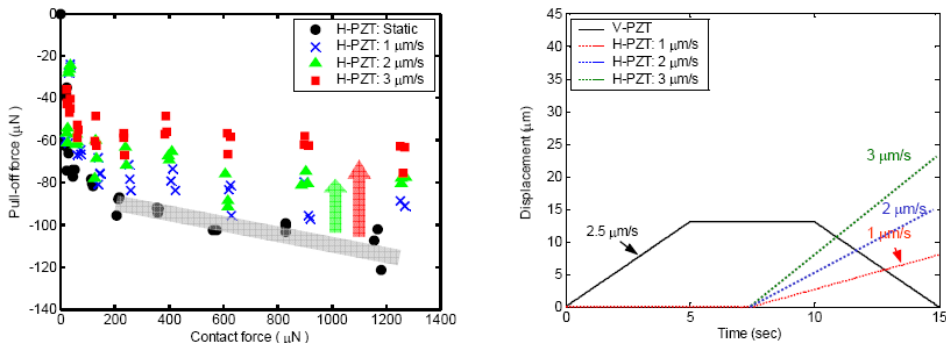 H-PZT: Static
H-PZT: 1 μm/s
H-PZT: 2 μm/s
H-PZT: 3 μm/s
0
-20
-40
-60
-80
-100
-120
-140
Pull-off force (μN)
0 200 400 600 800 1000 1200 1400
Contact force ( μN)
V-PZT
H-PZT: 1 μm/s
H-PZT: 2 μm/s
H-PZT: 3 μm/s
45
40
35
30
25
20
15
10
5
0
Displacement (μm)
3 μm/s
2 μm/s
1 μm/s
2.5 μm/s
0 5 10 15
Time (sec)